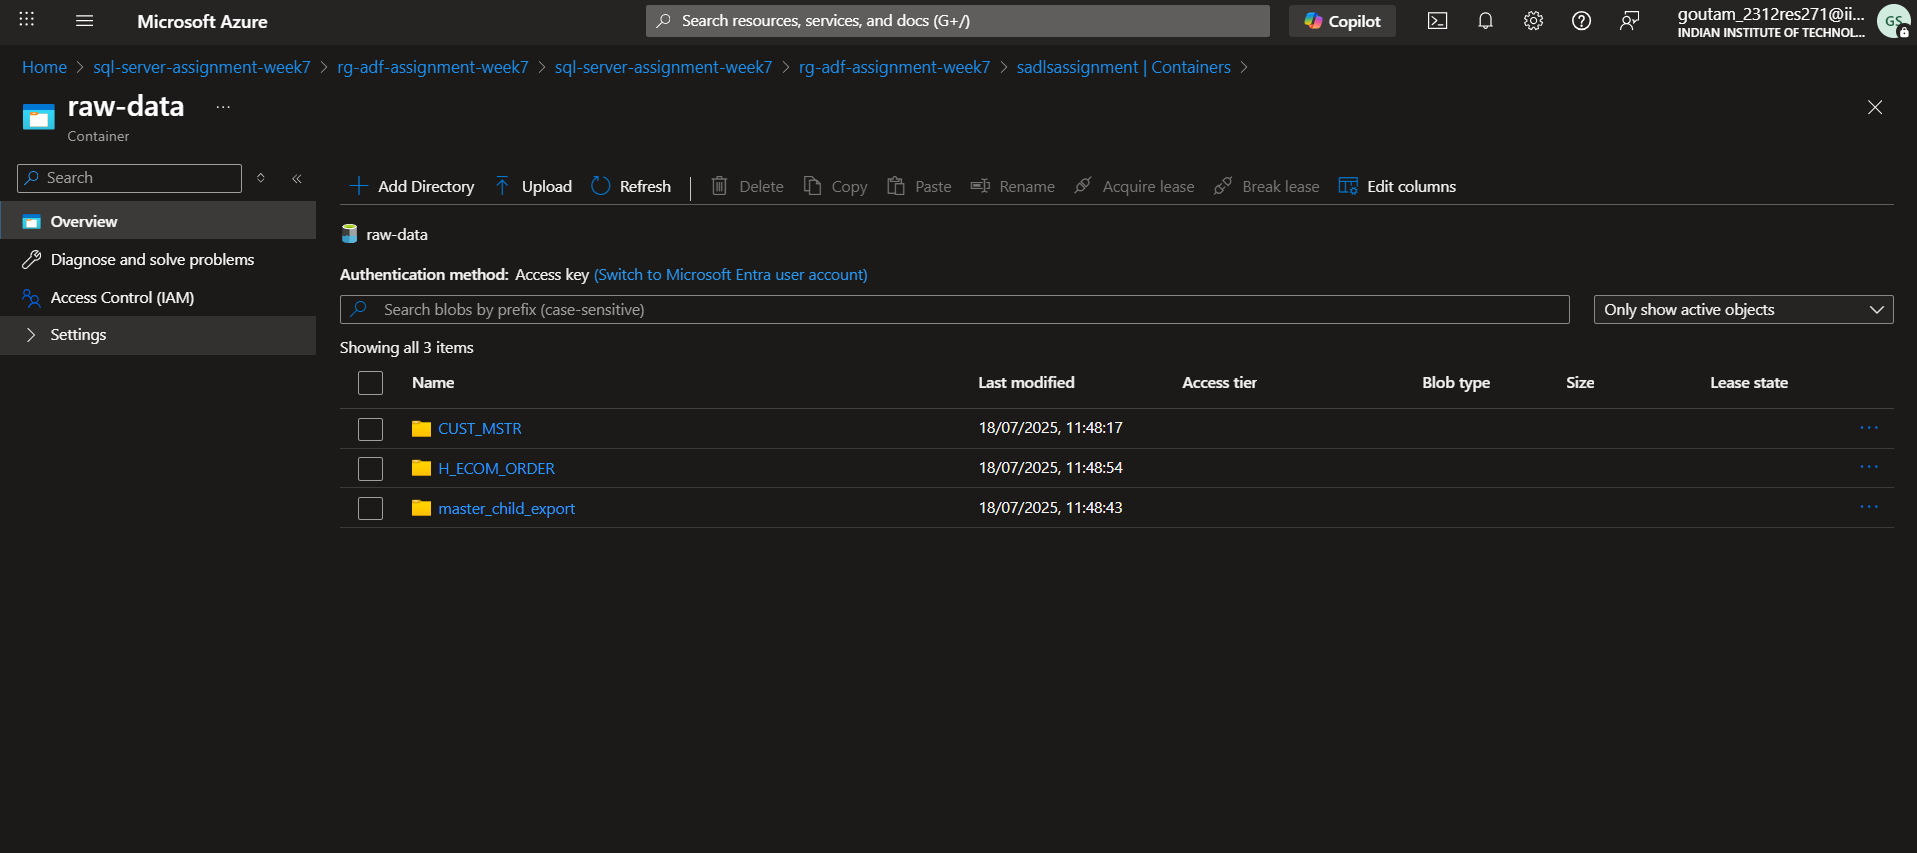 Microsoft Azure
Search resources, services, and docs (G+/)
Copilot
goutam_2312res271@ii...
INDIAN INSTITUTE OF TECHNOL...
GS
Home > sql-server-assignment-week7 > rg-adf-assignment-week7 > sql-server-assignment-week7 > rg-adf-assignment-week7 > sadlsassignment | Containers >
raw-data ...
Container
Search
Overview
Diagnose and solve problems
Access Control (IAM)
Settings
Add Directory Upload Refresh Delete Copy Paste Rename Acquire lease Break lease Edit columns
raw-data
Authentication method: Access key (Switch to Microsoft Entra user account)
Search blobs by prefix (case-sensitive)
Only show active objects
Showing all 3 items
Name Last modified Access tier Blob type Size Lease state
CUST_MSTR 18/07/2025, 11:48:17 ...
H_ECOM_ORDER 18/07/2025, 11:48:54 ...
master_child_export 18/07/2025, 11:48:43 ...